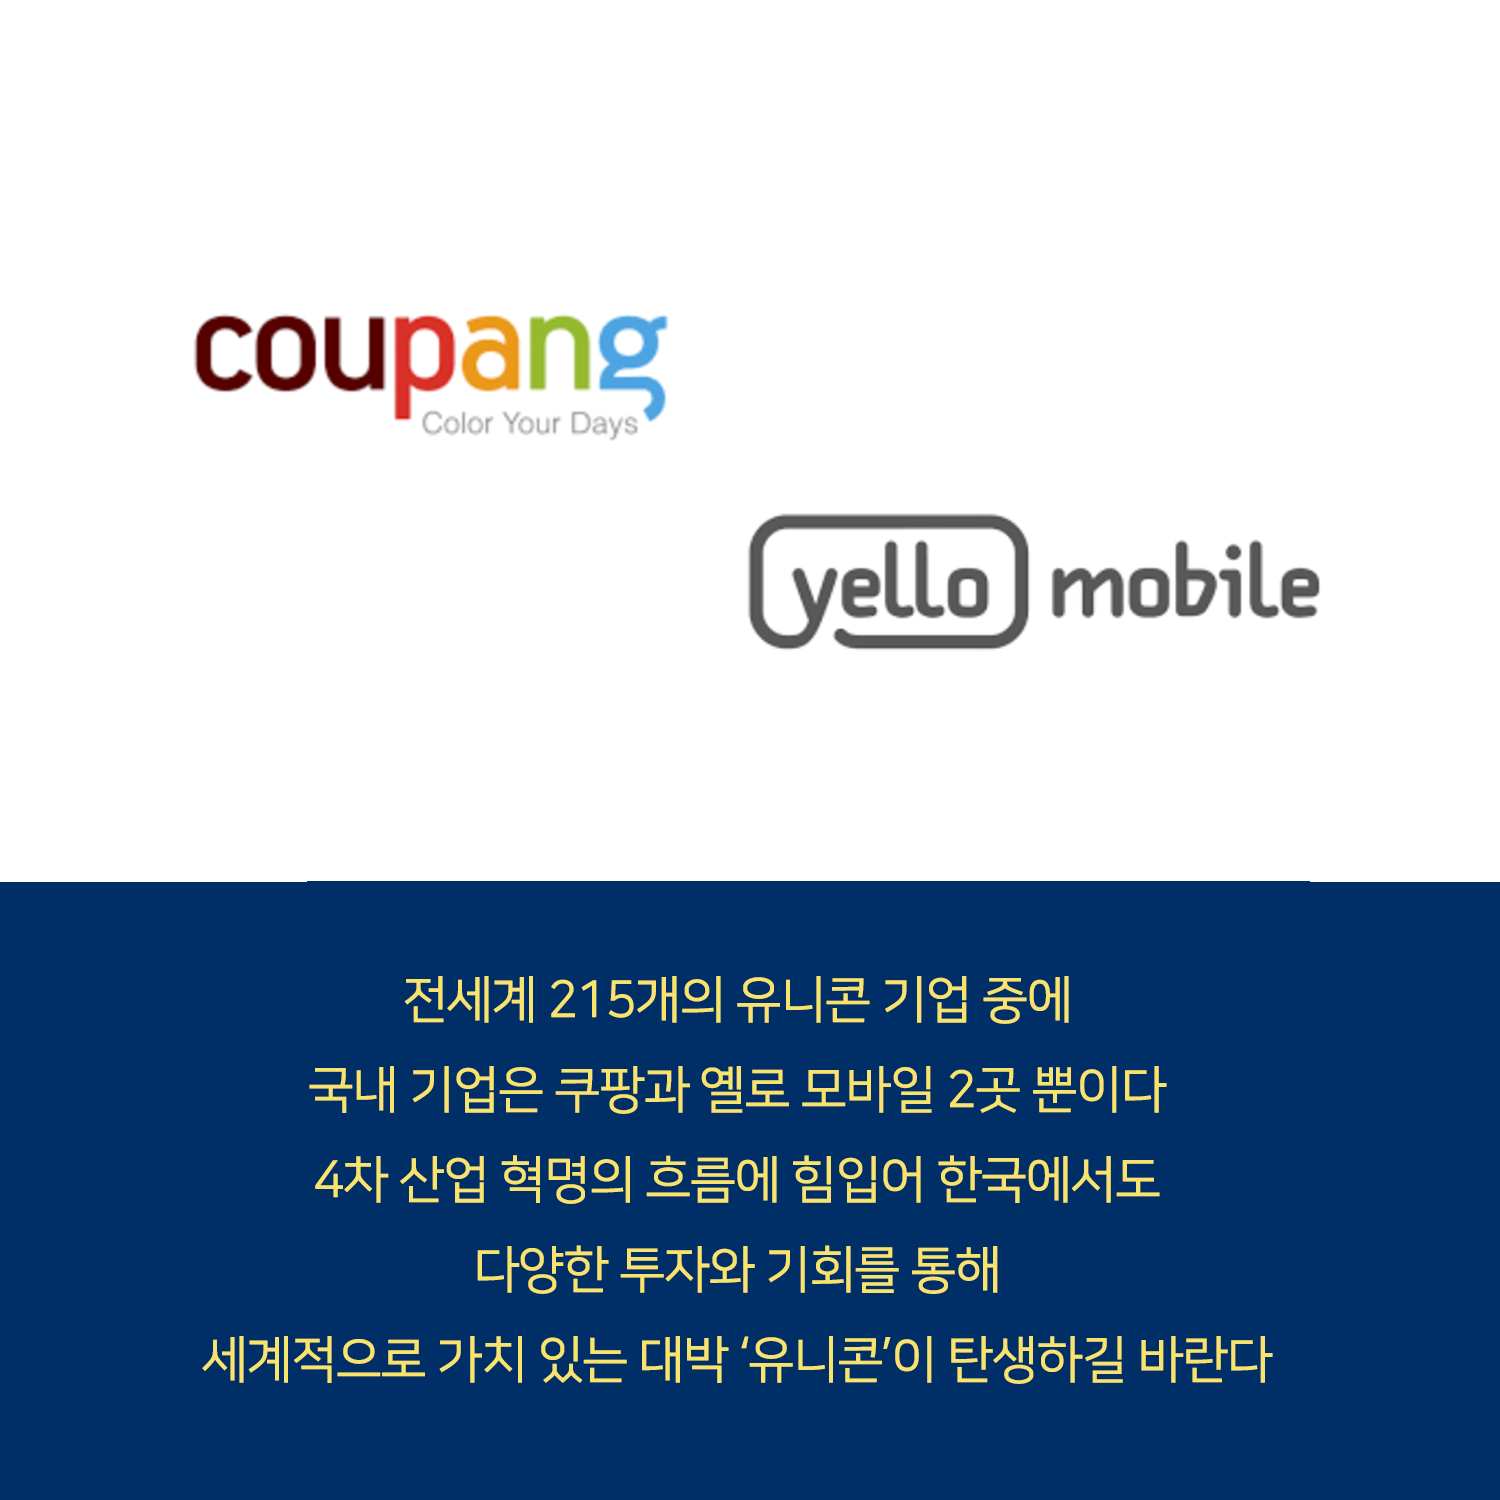 coupang
Color Your Days
yello mobile
전세계 215개의 유니콘 기업 중에
국내 기업은 쿠팡과 옐로 모바일 2곳 뿐이다
4차 산업 혁명의 흐름에 힘입어 한국에서도
다양한 투자와 기회를 통해
세계적으로 가치 있는 대박 ‘유니콘’이 탄생하길 바란다